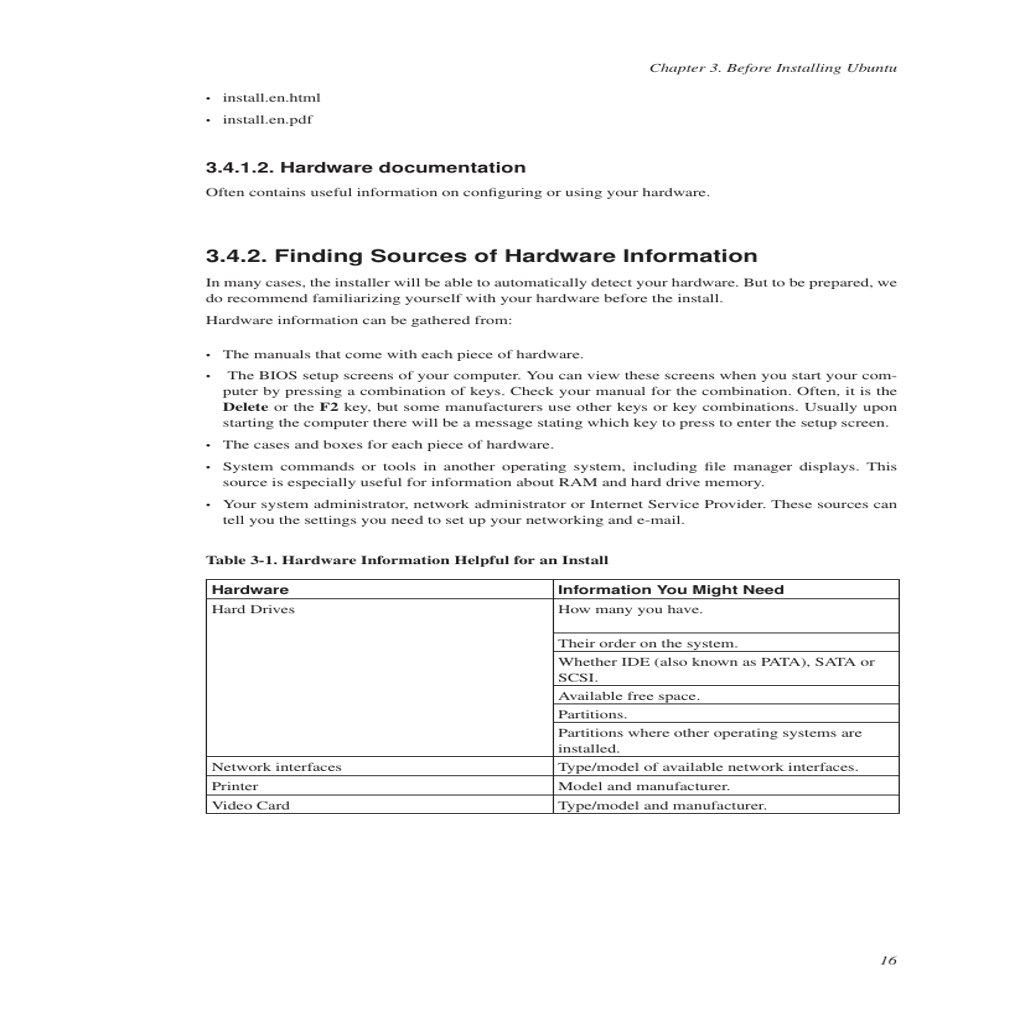 Chapter 3. Before Installing Ubuntu
• install.en.html
• install.en.pdf
3.4.1.2. Hardware documentation
Often contains useful information on configuring or using your hardware.
3.4.2. Finding Sources of Hardware Information
In many cases, the installer will be able to automatically detect your hardware. But to be prepared, we
do recommend familiarizing yourself with your hardware before the install.
Hardware information can be gathered from:
• The manuals that come with each piece of hardware.
• The BIOS setup screens of your computer. You can view these screens when you start your com-
puter by pressing a combination of keys. Check your manual for the combination. Often, it is the
Delete or the F2 key, but some manufacturers use other keys or key combinations. Usually upon
starting the computer there will be a message stating which key to press to enter the setup screen.
• The cases and boxes for each piece of hardware.
• System commands or tools in another operating system, including file manager displays. This
source is especially useful for information about RAM and hard drive memory.
• Your system administrator, network administrator or Internet Service Provider. These sources can
tell you the settings you need to set up your networking and e-mail.
Table 3-1. Hardware Information Helpful for an Install
Hardware Information You Might Need
Hard Drives How many you have.
Their order on the system.
Whether IDE (also known as PATA), SATA or
SCSI.
Available free space.
Partitions.
Partitions where other operating systems are
installed.
Network interfaces Type/model of available network interfaces.
Printer Model and manufacturer.
Video Card Type/model and manufacturer.
16